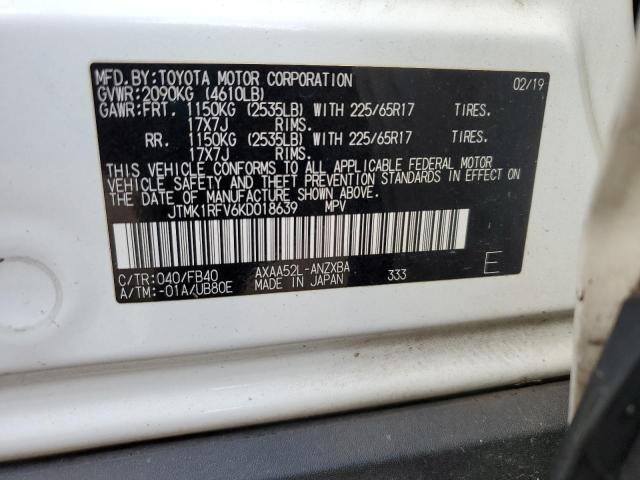 MFD. BY: TOYOTA MOTOR CORPORATION 02/19
GVWR: 2090KG (4610LB)
GAWR: FRT. 1150KG (2535LB) WITH 225/65R17 TIRES.
17X7J RIMS.
RR. 1150KG (2535LB) WITH 225/65R17 TIRES.
17X7J RIMS.
THIS VEHICLE CONFORMS TO ALL APPLICABLE FEDERAL MOTOR
VEHICLE SAFETY AND THEFT PREVENTION STANDARDS IN EFFECT ON
THE DATE OF MANUFACTURE SHOWN ABOVE.
JTMK1RFV6KD018639 MPV
C/TR: 040/FB40 AXAA52L-ANZXBA
A/TM: -01A/UB80E MADE IN JAPAN 333 E